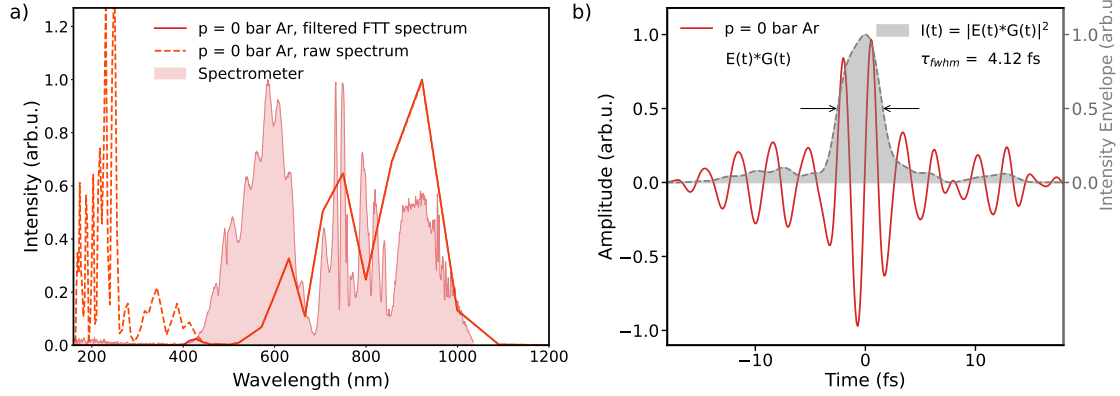 a)
p = 0 bar Ar, filtered FTT spectrum
p = 0 bar Ar, raw spectrum
Spectrometer
Intensity (arb.u.)
1.2
1.0
0.8
0.6
0.4
0.2
0.0
200
400
600
800
1000
1200
Wavelength (nm)
b)
p = 0 bar Ar
E(t)*G(t)
I(t) = |E(t)*G(t)|²
τfwhm = 4.12 fs
Amplitude (arb.u.)
1.0
0.5
0.0
−0.5
−1.0
−10
0
10
Time (fs)
1.0
0.5
0.0
Intensity Envelope (arb.u.